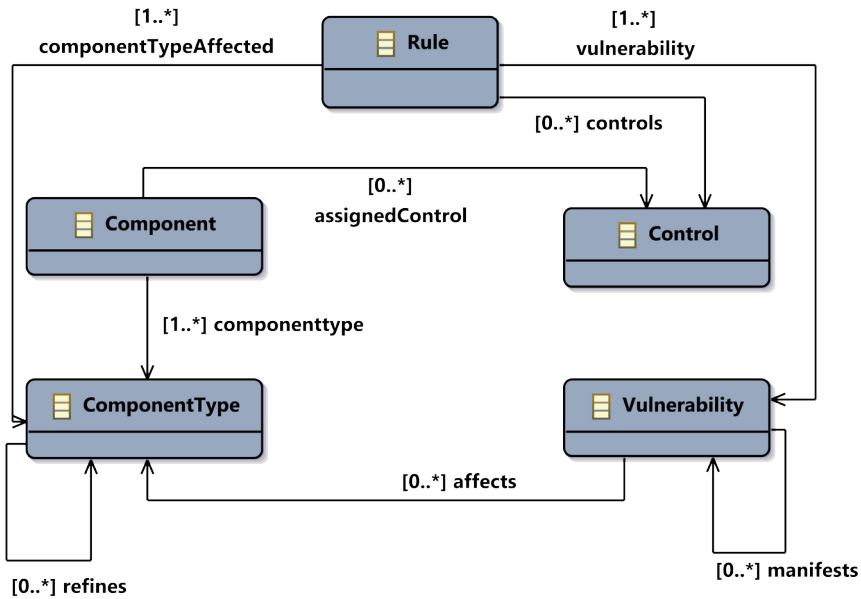 [1..*]
componentTypeAffected
Rule
[1..*]
vulnerability
[0..*] controls
[0..*]
assignedControl
Component
Control
[1..*] componenttype
ComponentType
Vulnerability
[0..*] affects
[0..*] refines
[0..*] manifests